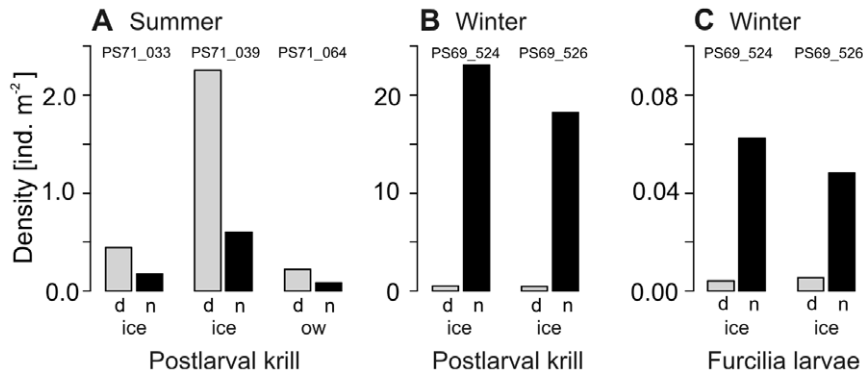 A Summer
PS71_033 PS71_039 PS71_064
Density [ind. m-2]
2.0
1.0
0.0
d n d n d n
ice ice ow
Postlarval krill
B Winter
PS69_524 PS69_526
20
10
0
d n d n
ice ice
Postlarval krill
C Winter
PS69_524 PS69_526
0.08
0.04
0.00
d n d n
ice ice
Furcilia larvae